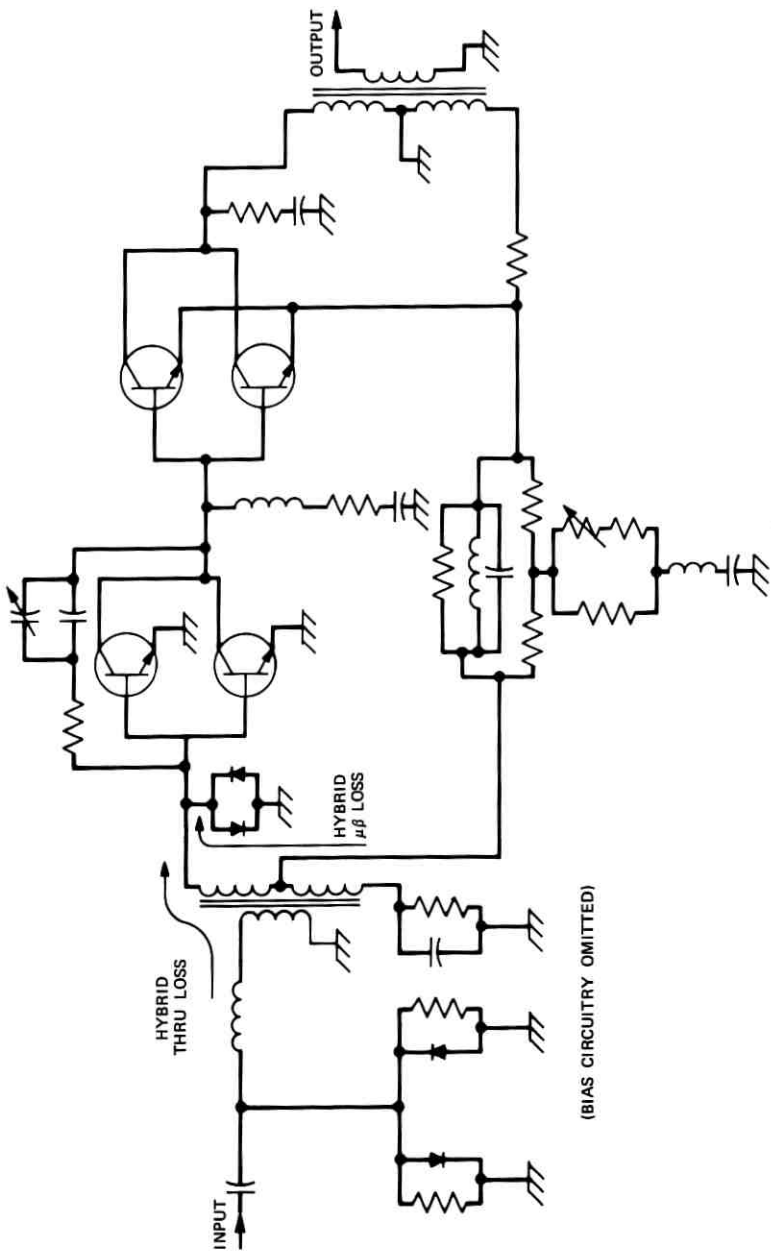 INPUT
HYBRID
THRU LOSS
HYBRID
μβ LOSS
OUTPUT
(BIAS CIRCUITRY OMITTED)